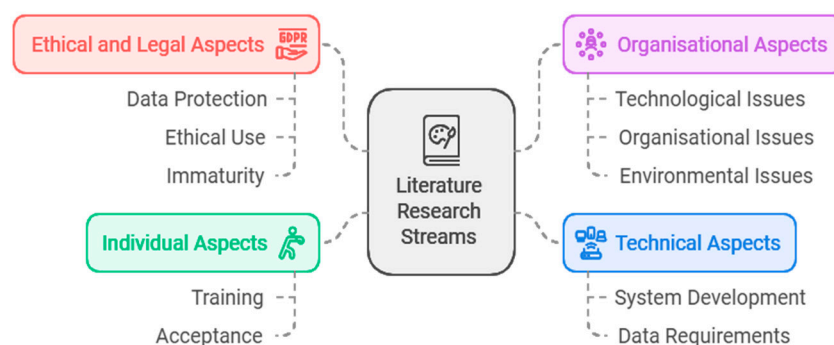 Ethical and Legal Aspects
GDPR
Data Protection
Ethical Use
Immaturity
Individual Aspects
Training
Acceptance
Literature
Research
Streams
Organisational Aspects
Technological Issues
Organisational Issues
Environmental Issues
Technical Aspects
System Development
Data Requirements